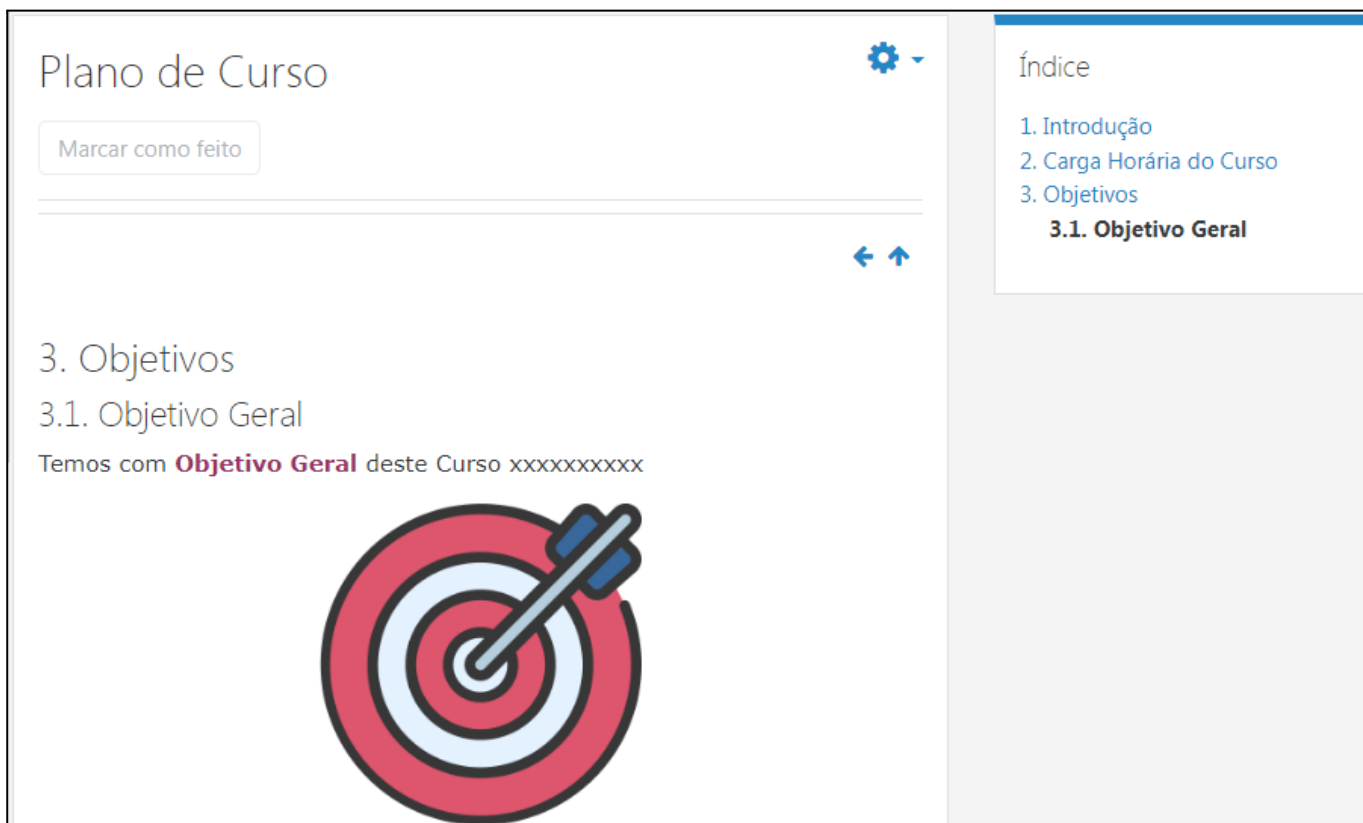 Plano de Curso
Marcar como feito
3. Objetivos
3.1. Objetivo Geral
Temos com Objetivo Geral deste Curso xxxxxxxxxx
Índice
1. Introdução
2. Carga Horária do Curso
3. Objetivos
3.1. Objetivo Geral